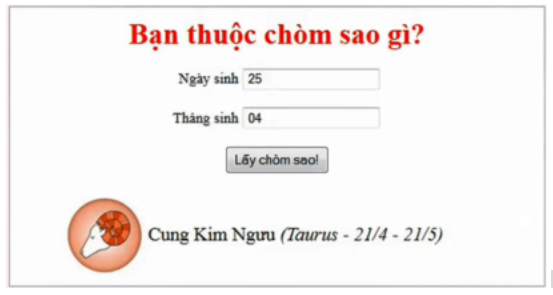 Bạn thuộc chòm sao gì?
Ngày sinh 25
Tháng sinh 04
Lấy chòm sao!
Cung Kim Ngưu (Taurus - 21/4 - 21/5)